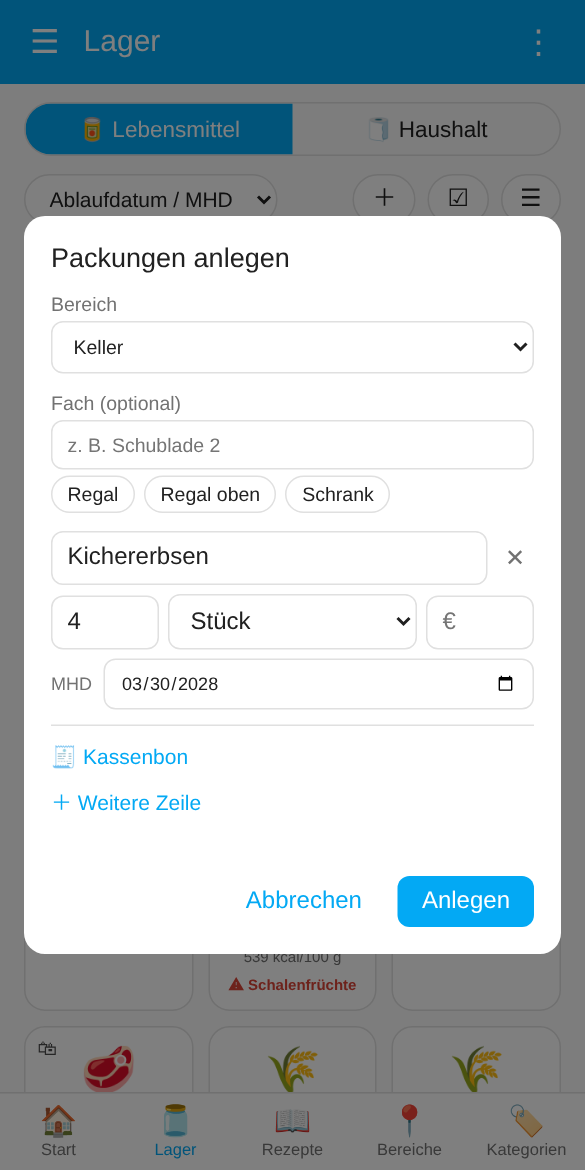 Lager
Lebensmittel
Haushalt
Ablaufdatum / MHD
Packungen anlegen
Bereich
Keller
Fach (optional)
z. B. Schublade 2
Regal
Regal oben
Schrank
Kichererbsen
4
Stück
€
MHD
03/30/2028
Kassenbon
+ Weitere Zeile
Abbrechen
Anlegen
539 kcal/100 g
Schalenfrüchte
Start
Lager
Rezepte
Bereiche
Kategorien